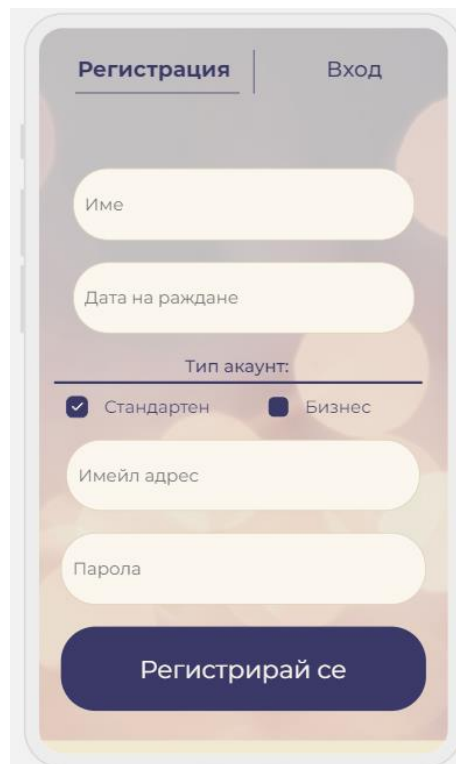 Регистрация Вход
Име
Дата на раждане
Тип акаунт:
Стандартен Бизнес
Имейл адрес
Парола
Регистрирай се